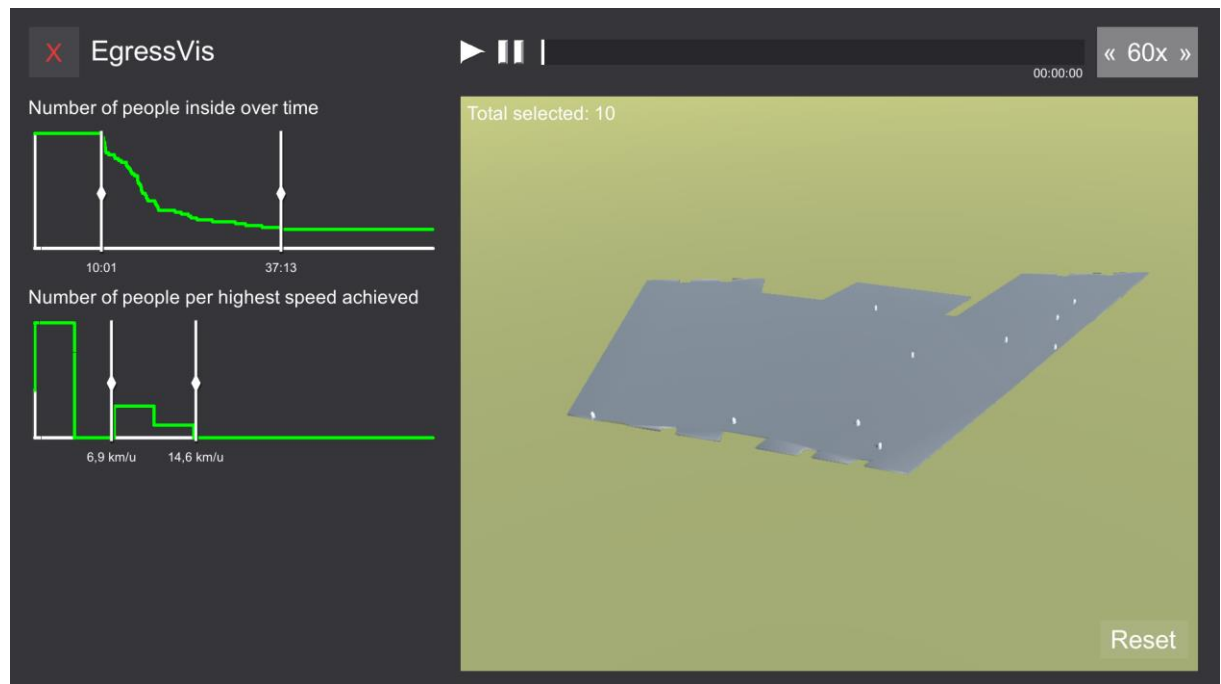 X EgressVis
00:00:00
« 60x »
Number of people inside over time
10:01 37:13
Number of people per highest speed achieved
6,9 km/u 14,6 km/u
Total selected: 10
Reset